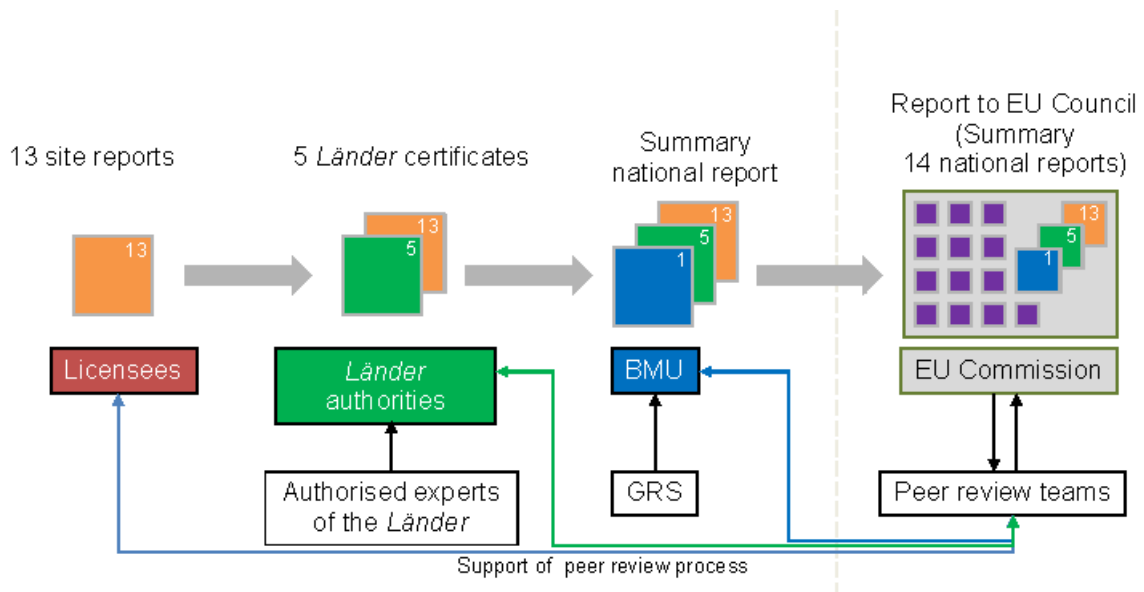 13 site reports
5 Länder certificates
Summary
national report
Report to EU Council
(Summary
14 national reports)
13
13
5
13
5
1
13
5
1
Licensees
Länder
authorities
BMU
EU Commission
Authorised experts
of the Länder
GRS
Peer review teams
Support of peer review process